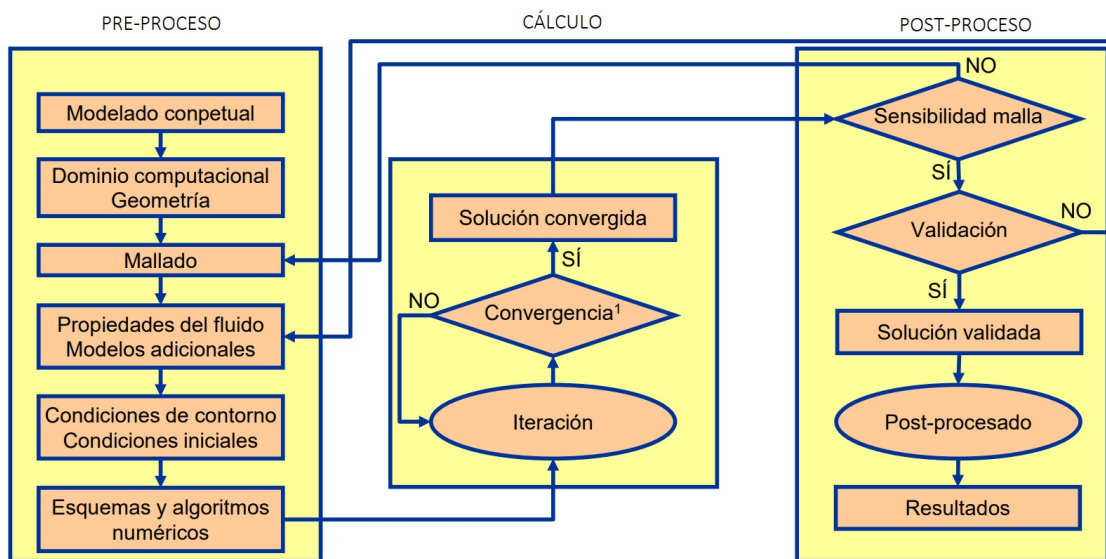 PRE-PROCESO
Modelado conpetual
Dominio computacional
Geometría
Mallado
Propiedades del fluido
Modelos adicionales
Condiciones de contorno
Condiciones iniciales
Esquemas y algoritmos
numéricos
CÁLCULO
Solución convergida
SÍ
NO
Convergencia¹
Iteración
POST-PROCESO
NO
Sensibilidad malla
SÍ
NO
Validación
SÍ
Solución validada
Post-procesado
Resultados